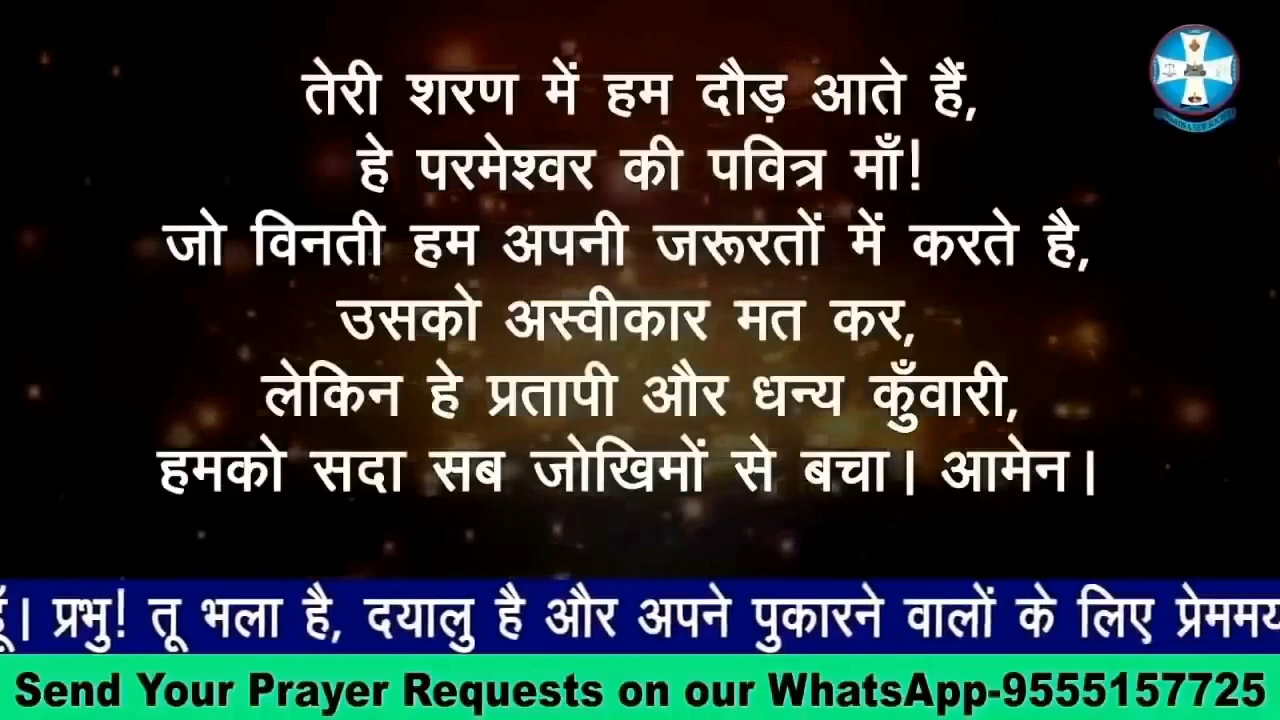 तेरी शरण में हम दौड़ आते हैं,
हे परमेश्वर की पवित्र माँ!
जो विनती हम अपनी जरूरतों में करते है,
उसको अस्वीकार मत कर,
लेकिन हे प्रतापी और धन्य कुँवारी,
हमको सदा सब जोखिमों से बचा। आमेन।
प्रभु! तू भला है, दयालु है और अपने पुकारने वालों के लिए
Send Your Prayer Requests on our WhatsApp-9555157725